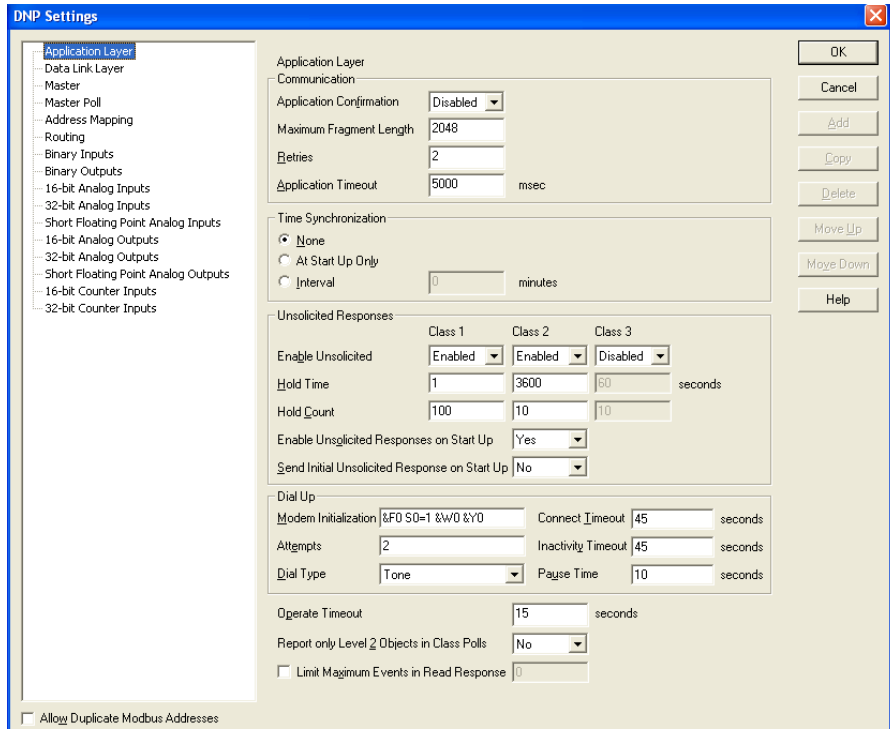 DNP Settings
Application Layer
Data Link Layer
Master
Master Poll
Address Mapping
Routing
Binary Inputs
Binary Outputs
16-bit Analog Inputs
32-bit Analog Inputs
Short Floating Point Analog Inputs
16-bit Analog Outputs
32-bit Analog Outputs
Short Floating Point Analog Outputs
16-bit Counter Inputs
32-bit Counter Inputs
Allow Duplicate Modbus Addresses
Application Layer
Communication
Application Confirmation Disabled
Maximum Fragment Length 2048
Retries 2
Application Timeout 5000 msec
Time Synchronization
None
At Start Up Only
Interval 0 minutes
Unsolicited Responses
Class 1 Class 2 Class 3
Enable Unsolicited Enabled Enabled Disabled
Hold Time 1 3600 60 seconds
Hold Count 100 10 10
Enable Unsolicited Responses on Start Up Yes
Send Initial Unsolicited Response on Start Up No
Dial Up
Modem Initialization &F0 S0=1 &W0 &Y0 Connect Timeout 45 seconds
Attempts 2 Inactivity Timeout 45 seconds
Dial Type Tone Pause Time 10 seconds
Operate Timeout 15 seconds
Report only Level 2 Objects in Class Polls No
Limit Maximum Events in Read Response 0
OK
Cancel
Add
Copy
Delete
Move Up
Move Down
Help